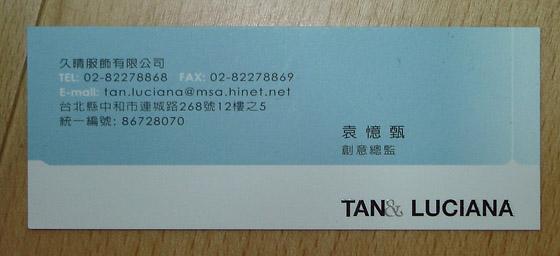 久晴服飾有限公司
TEL: 02-82278868 FAX: 02-82278869
E-mail: tan.luciana@msa.hinet.net
台北縣中和市連城路268號12樓之5
統一編號: 86728070
袁憶甄
創意總監
TAN& LUCIANA